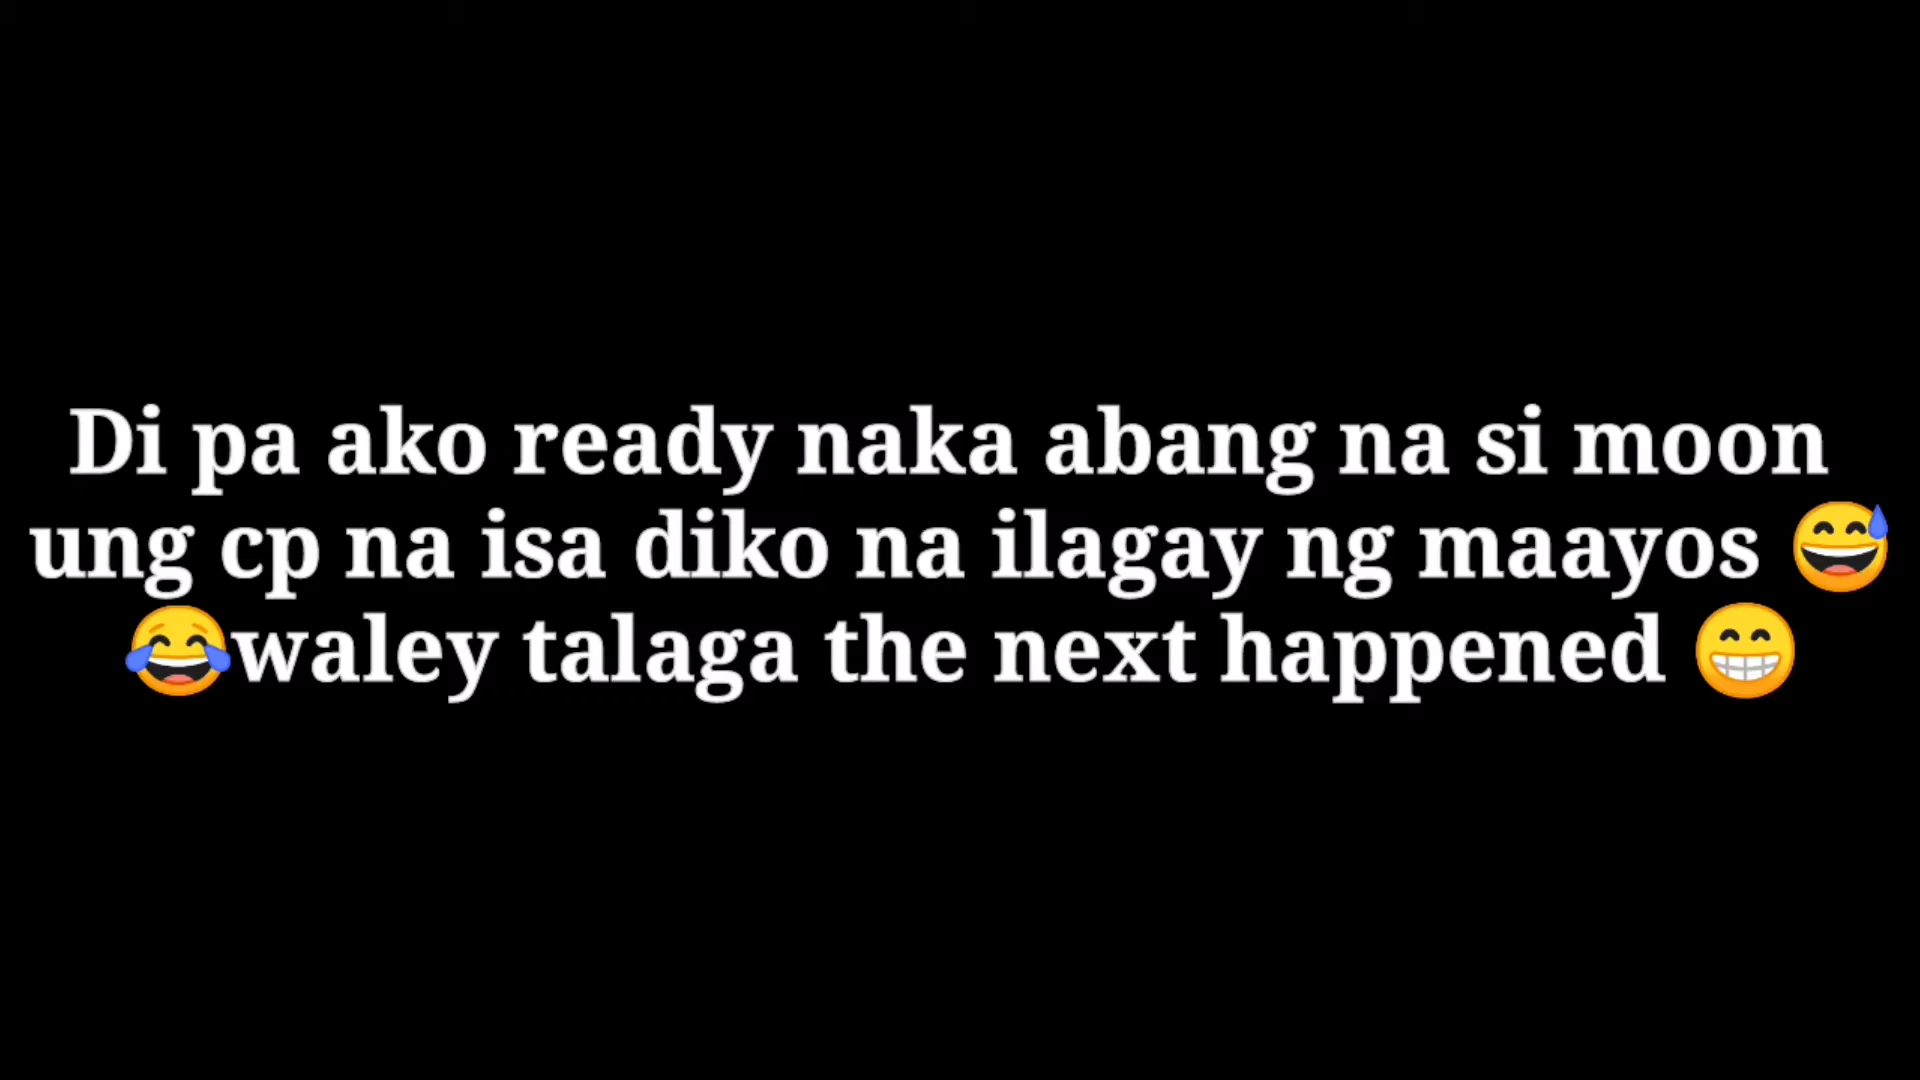 Di pa ako ready naka abang na si moon
ung cp na isa diko na ilagay ng maayos 😅
😂waley talaga the next happened 😁